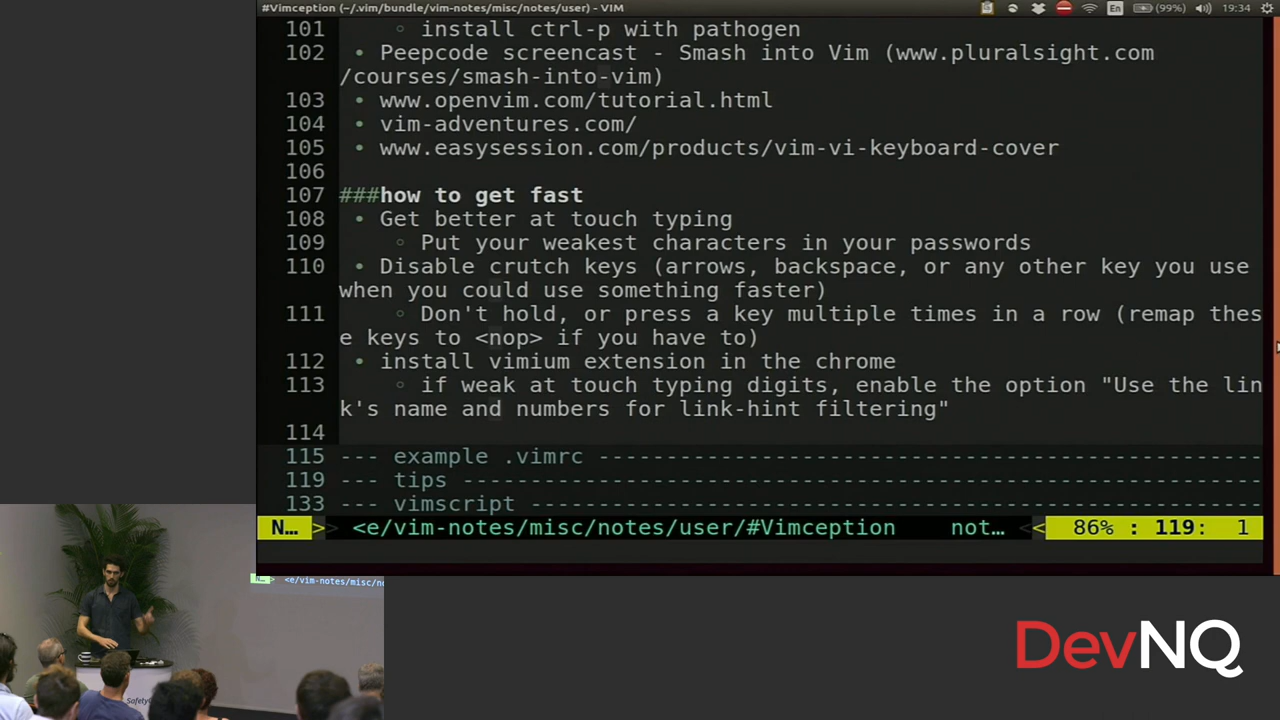 #Vimception (~/.vim/bundle/vim-notes/misc/notes/user) - VIM
En (99%) 19:34
101 ◦ install ctrl-p with pathogen
102 • Peepcode screencast - Smash into Vim (www.pluralsight.com
/courses/smash-into-vim)
103 • www.openvim.com/tutorial.html
104 • vim-adventures.com/
105 • www.easysession.com/products/vim-vi-keyboard-cover
106
107 ###how to get fast
108 • Get better at touch typing
109 ◦ Put your weakest characters in your passwords
110 • Disable crutch keys (arrows, backspace, or any other key you use
when you could use something faster)
111 ◦ Don't hold, or press a key multiple times in a row (remap thes
e keys to <nop> if you have to)
112 • install vimium extension in the chrome
113 ◦ if weak at touch typing digits, enable the option "Use the lin
k's name and numbers for link-hint filtering"
114
115 --- example .vimrc -------------------------------------------------
119 --- tips -----------------------------------------------------------
133 --- vimscript ------------------------------------------------------
N… > <e/vim-notes/misc/notes/user/#Vimception not… < 86% : 119: 1
<e/vim-notes/misc/no
DevNQ